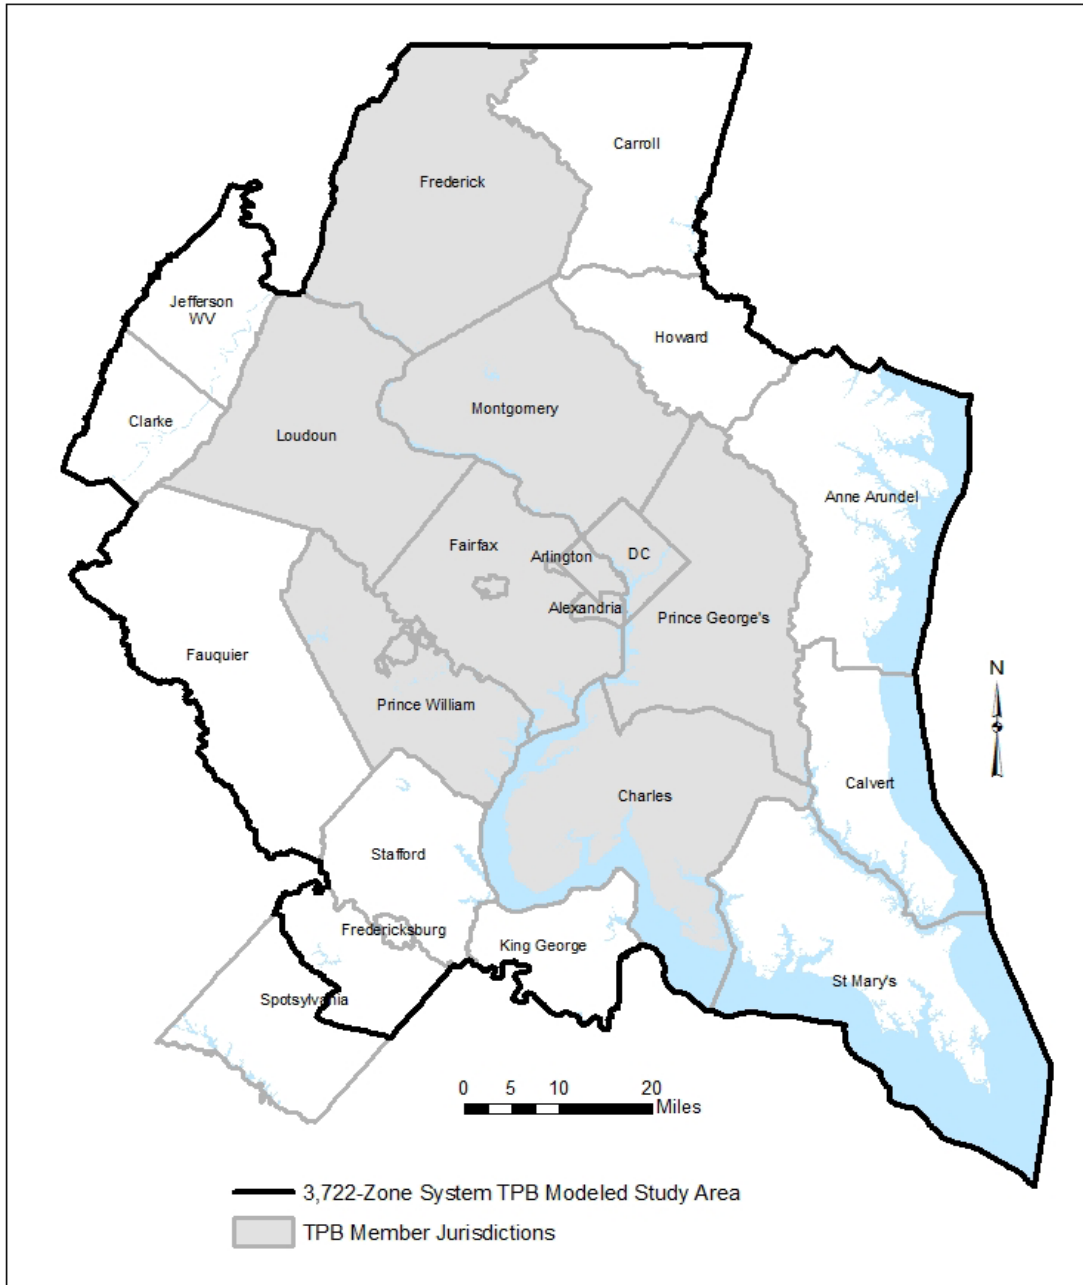 Carroll
Frederick
Jefferson
WV
Howard
Clarke
Montgomery
Loudoun
Anne Arundel
Fairfax
Arlington
DC
Alexandria
Prince George's
Fauquier
N
Prince William
Calvert
Charles
Stafford
Fredericksburg
King George
St Mary's
Spotsylvania
0 5 10 20
Miles
3,722-Zone System TPB Modeled Study Area
TPB Member Jurisdictions